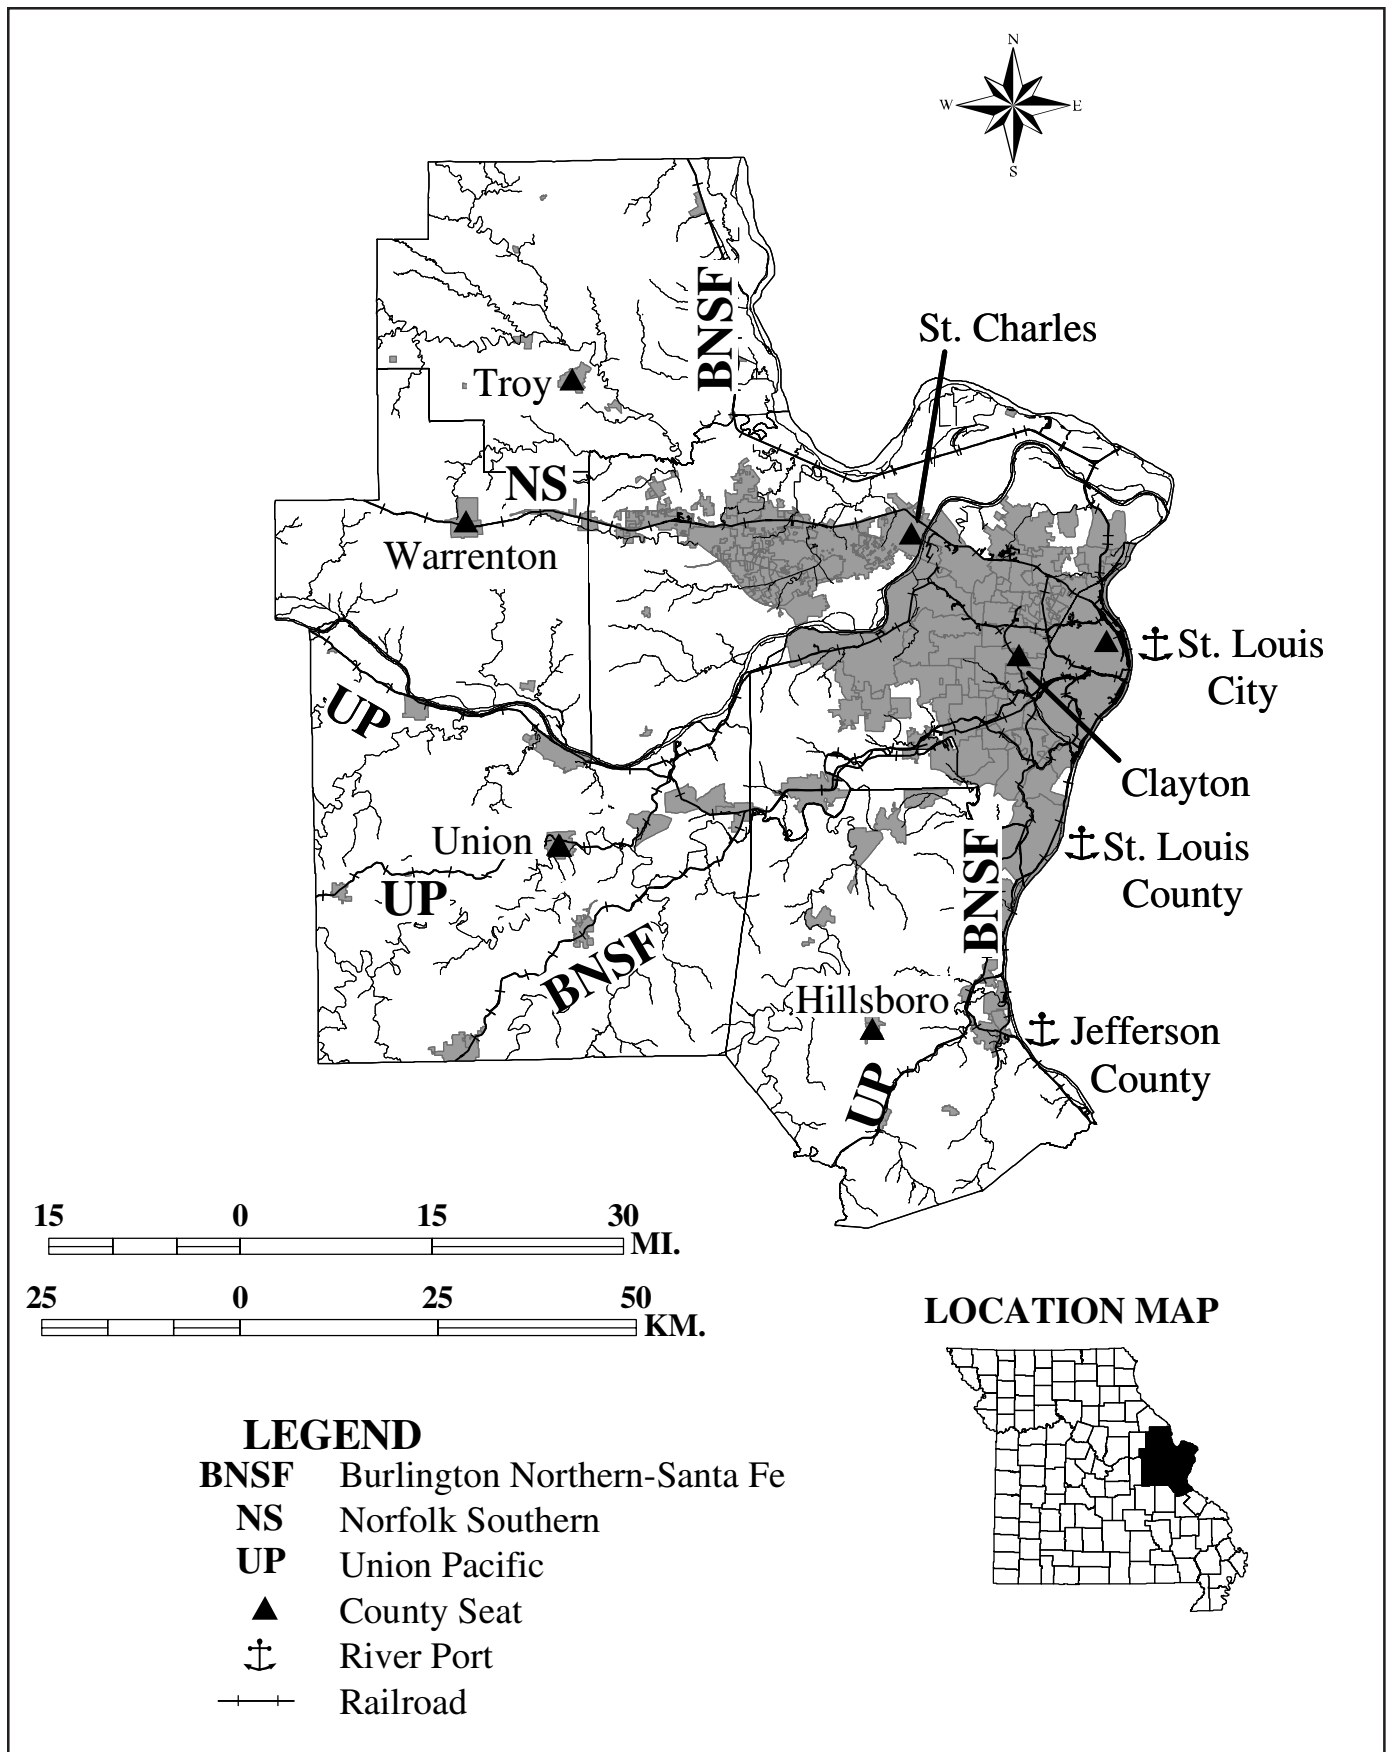 N
W
E
S
BNSF
St. Charles
Troy
NS
Warrenton
St. Louis
City
UP
Clayton
Union
St. Louis
County
UP
BNSF
BNSF
Hillsboro
Jefferson
County
UP
15 0 15 30
MI.
25 0 25 50
KM.
LOCATION MAP
LEGEND
BNSF Burlington Northern-Santa Fe
NS Norfolk Southern
UP Union Pacific
County Seat
River Port
Railroad